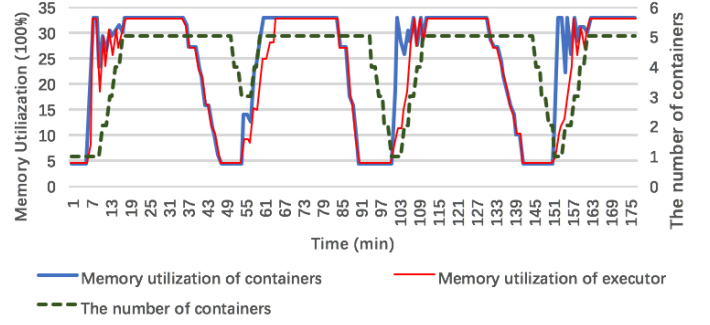 Memory Utiliazation (100%)
35
30
25
20
15
10
5
0
6
5
4
3
2
1
0
The number of containers
1 7 13 19 25 31 37 43 49 55 61 67 73 79 85 91 97 103 109 115 121 127 133 139 145 151 157 163 169 175
Time (min)
Memory utilization of containers
Memory utilization of executor
The number of containers